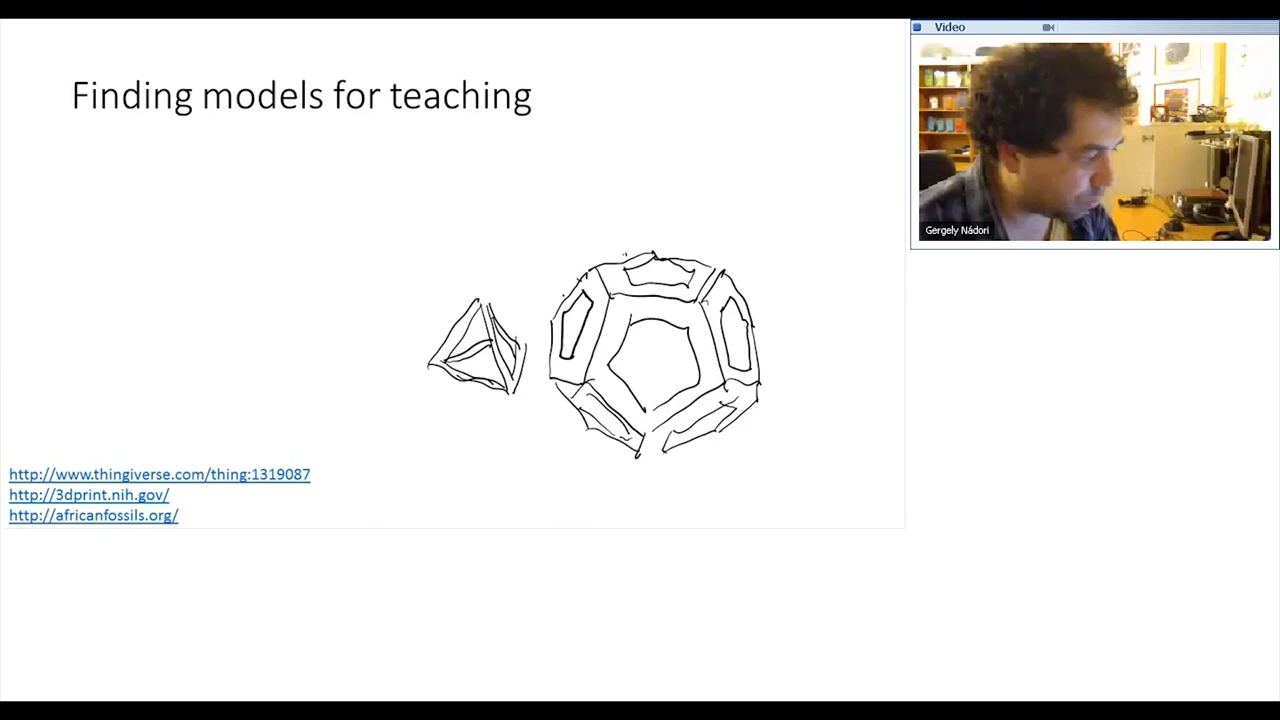 Finding models for teaching
Video
Gergely Nádori
http://www.thingiverse.com/thing:1319087
http://3dprint.nih.gov/
http://africanfossils.org/